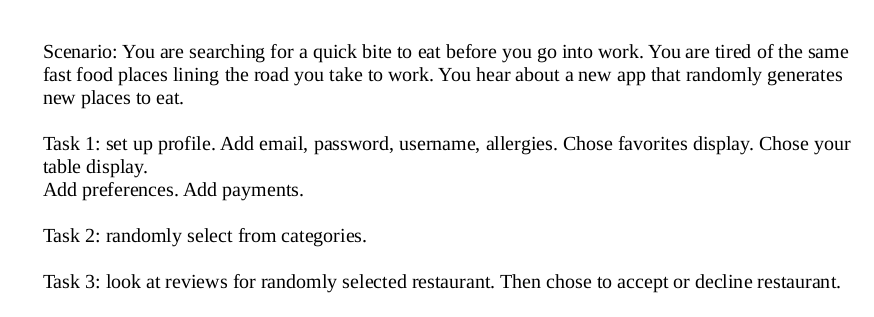 Scenario: You are searching for a quick bite to eat before you go into work. You are tired of the same
fast food places lining the road you take to work. You hear about a new app that randomly generates
new places to eat.
Task 1: set up profile. Add email, password, username, allergies. Chose favorites display. Chose your
table display.
Add preferences. Add payments.
Task 2: randomly select from categories.
Task 3: look at reviews for randomly selected restaurant. Then chose to accept or decline restaurant.